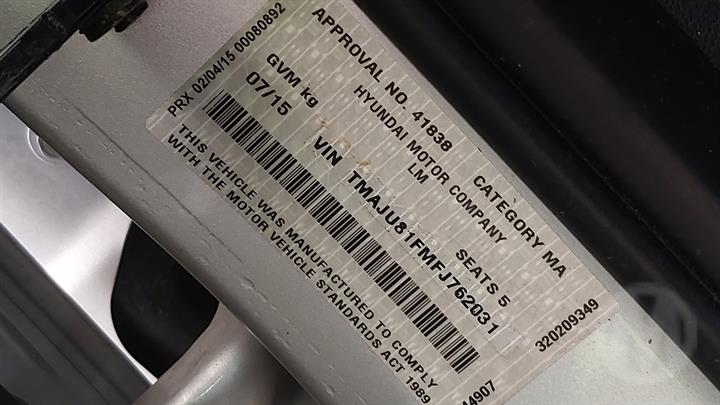 PRX 02/04/15 00080892
APPROVAL NO. 41838 CATEGORY MA
HYUNDAI MOTOR COMPANY
LM
GVM kg SEATS 5
07/15
VIN TMAJU81FMFJ762031
320209349
THIS VEHICLE WAS MANUFACTURED TO COMPLY
WITH THE MOTOR VEHICLE STANDARDS ACT 1989